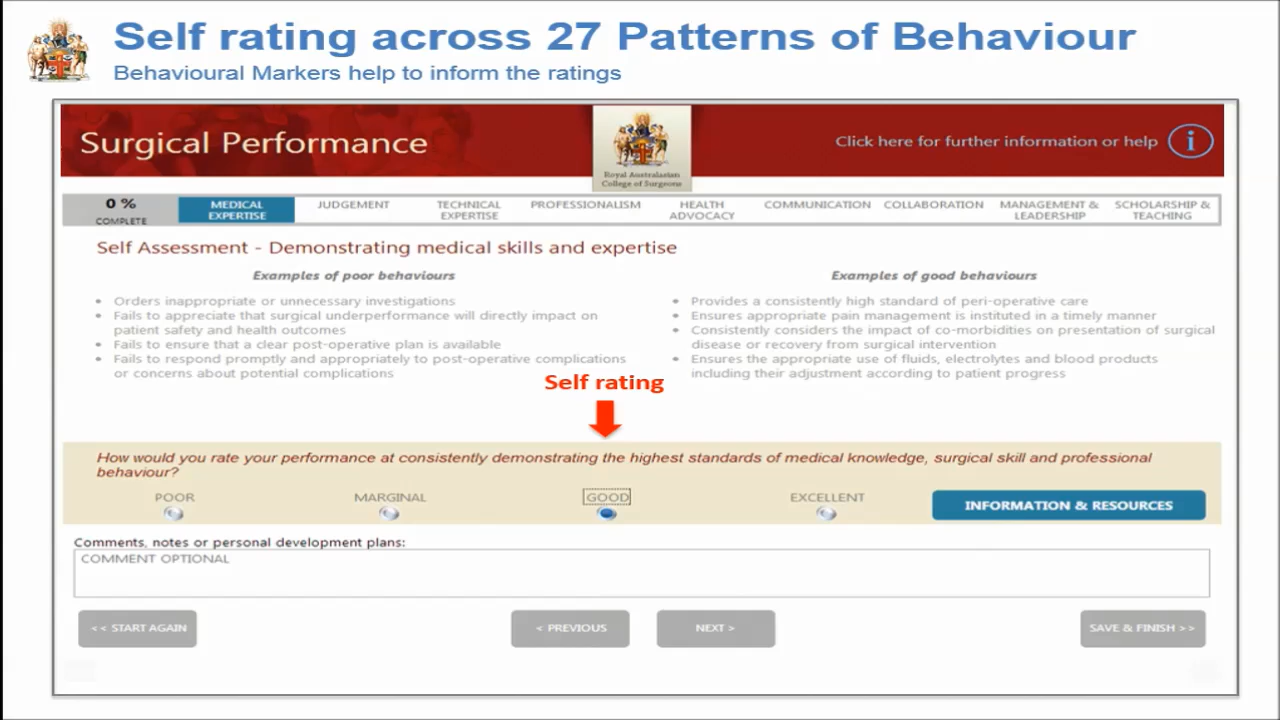 Self rating across 27 Patterns of Behaviour
Behavioural Markers help to inform the ratings
Surgical Performance
Royal Australasian
College of Surgeons
Click here for further information or help
i
0 %
COMPLETE
MEDICAL
EXPERTISE
JUDGEMENT
TECHNICAL
EXPERTISE
PROFESSIONALISM
HEALTH
ADVOCACY
COMMUNICATION
COLLABORATION
MANAGEMENT &
LEADERSHIP
SCHOLARSHIP &
TEACHING
Self Assessment - Demonstrating medical skills and expertise
Examples of poor behaviours
• Orders inappropriate or unnecessary investigations
• Fails to appreciate that surgical underperformance will directly impact on
patient safety and health outcomes
• Fails to ensure that a clear post-operative plan is available
• Fails to respond promptly and appropriately to post-operative complications
or concerns about potential complications
Examples of good behaviours
• Provides a consistently high standard of peri-operative care
• Ensures appropriate pain management is instituted in a timely manner
• Consistently considers the impact of co-morbidities on presentation of surgical
disease or recovery from surgical intervention
• Ensures the appropriate use of fluids, electrolytes and blood products
including their adjustment according to patient progress
Self rating
How would you rate your performance at consistently demonstrating the highest standards of medical knowledge, surgical skill and professional
behaviour?
POOR
MARGINAL
GOOD
EXCELLENT
INFORMATION & RESOURCES
Comments, notes or personal development plans:
COMMENT OPTIONAL
<< START AGAIN
< PREVIOUS
NEXT >
SAVE & FINISH >>